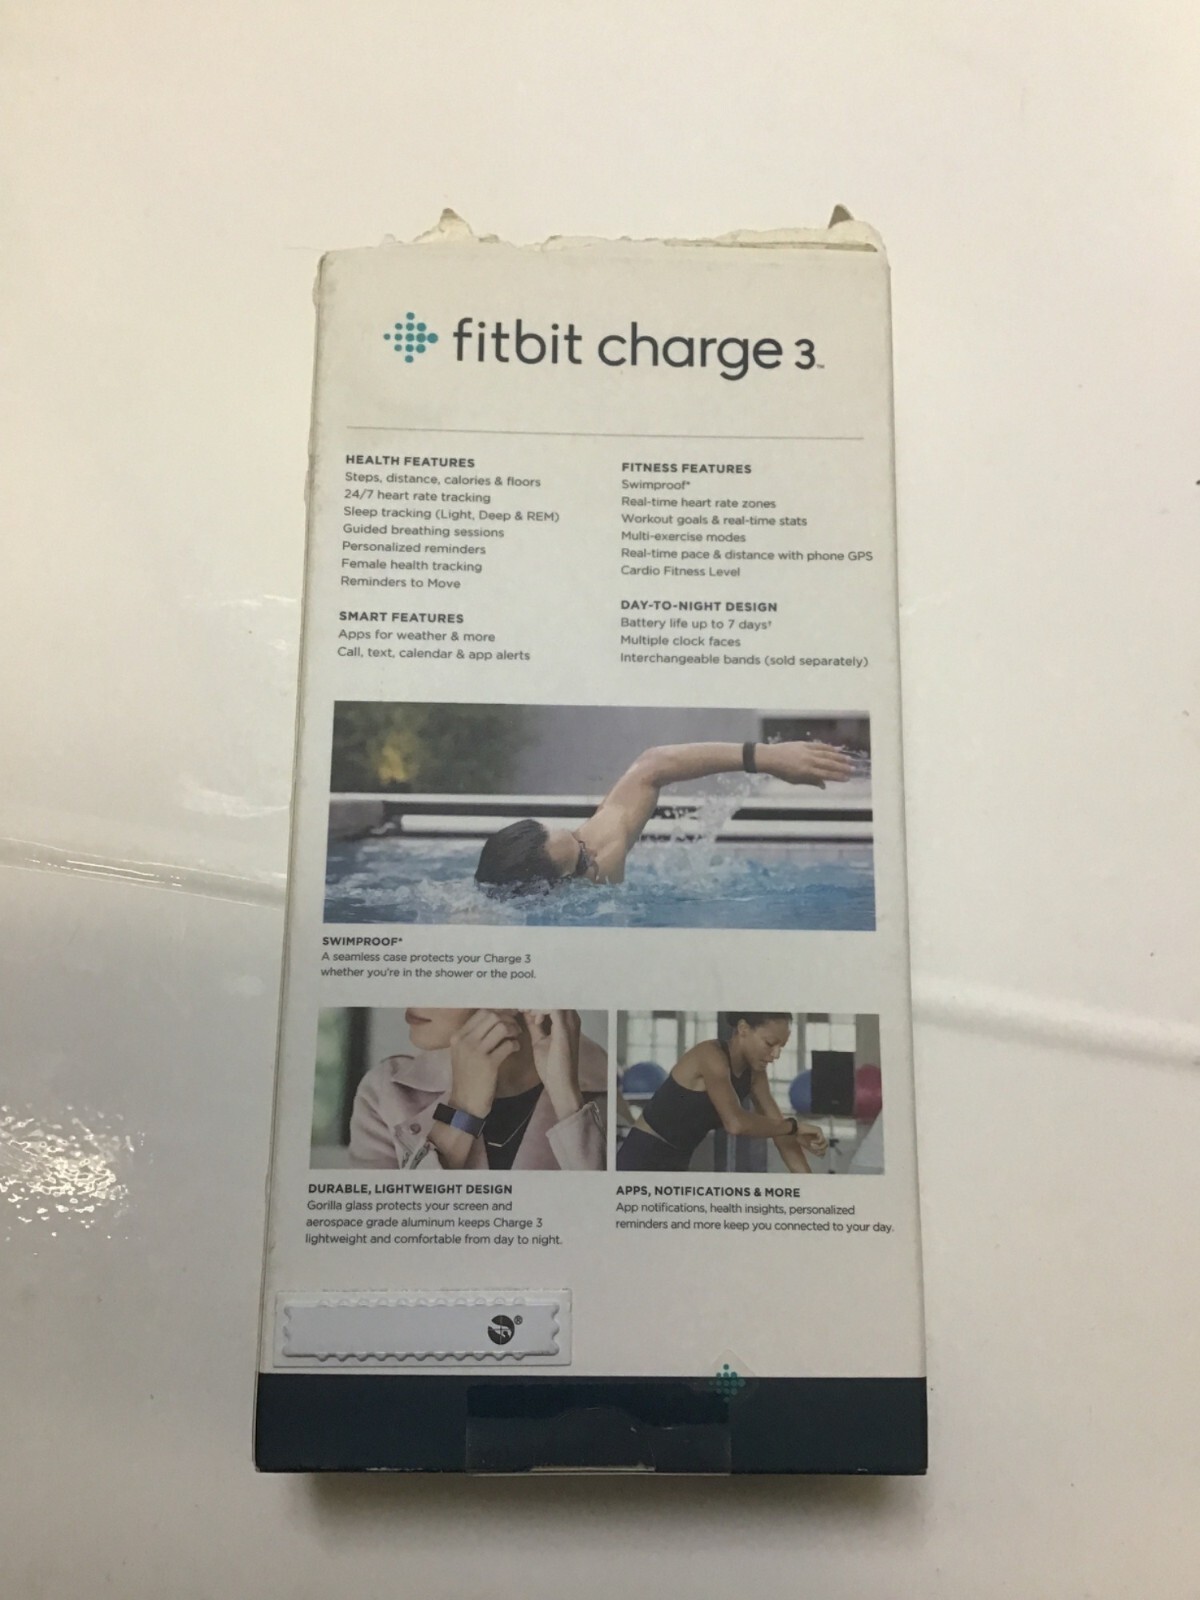 fitbit charge 3™
HEALTH FEATURES
Steps, distance, calories & floors
24/7 heart rate tracking
Sleep tracking (Light, Deep & REM)
Guided breathing sessions
Personalized reminders
Female health tracking
Reminders to Move
SMART FEATURES
Apps for weather & more
Call, text, calendar & app alerts
FITNESS FEATURES
Swimproof*
Real-time heart rate zones
Workout goals & real-time stats
Multi-exercise modes
Real-time pace & distance with phone GPS
Cardio Fitness Level
DAY-TO-NIGHT DESIGN
Battery life up to 7 days†
Multiple clock faces
Interchangeable bands (sold separately)
SWIMPROOF*
A seamless case protects your Charge 3
whether you're in the shower or the pool.
DURABLE, LIGHTWEIGHT DESIGN
Gorilla glass protects your screen and
aerospace grade aluminum keeps Charge 3
lightweight and comfortable from day to night.
APPS, NOTIFICATIONS & MORE
App notifications, health insights, personalized
reminders and more keep you connected to your day.
®